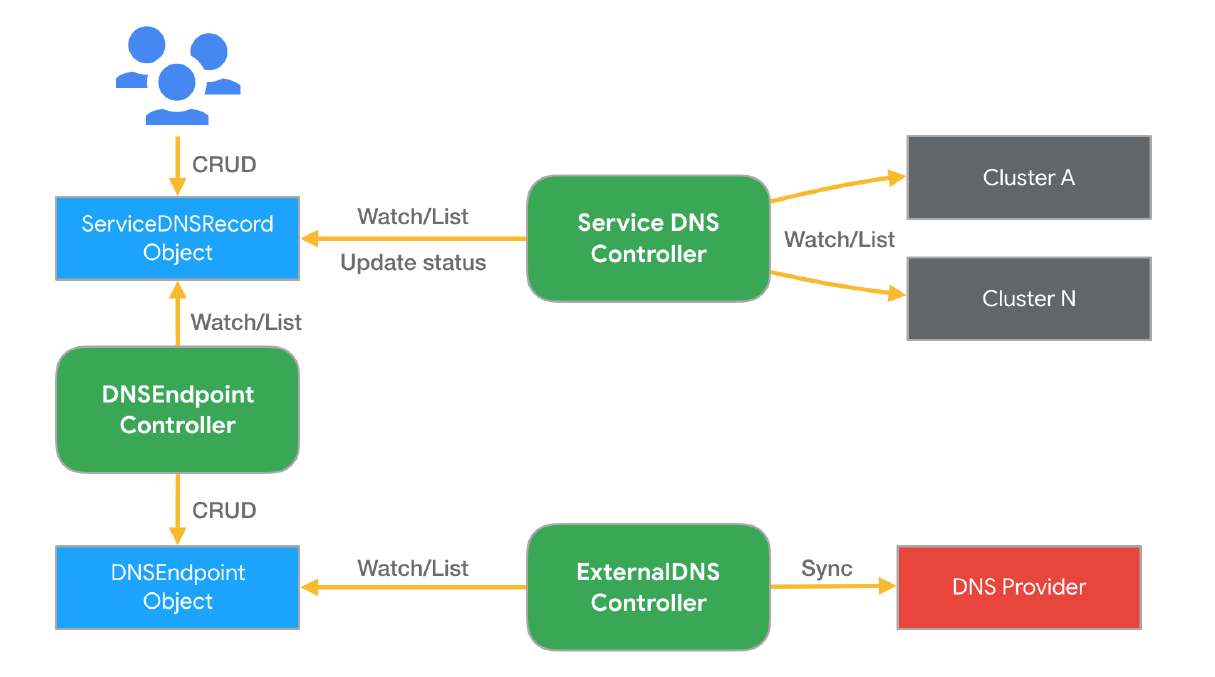 CRUD
ServiceDNSRecord
Object
Watch/List
Update status
Service DNS
Controller
Watch/List
Cluster A
Cluster N
Watch/List
DNSEndpoint
Controller
CRUD
DNSEndpoint
Object
Watch/List
ExternalDNS
Controller
Sync
DNS Provider